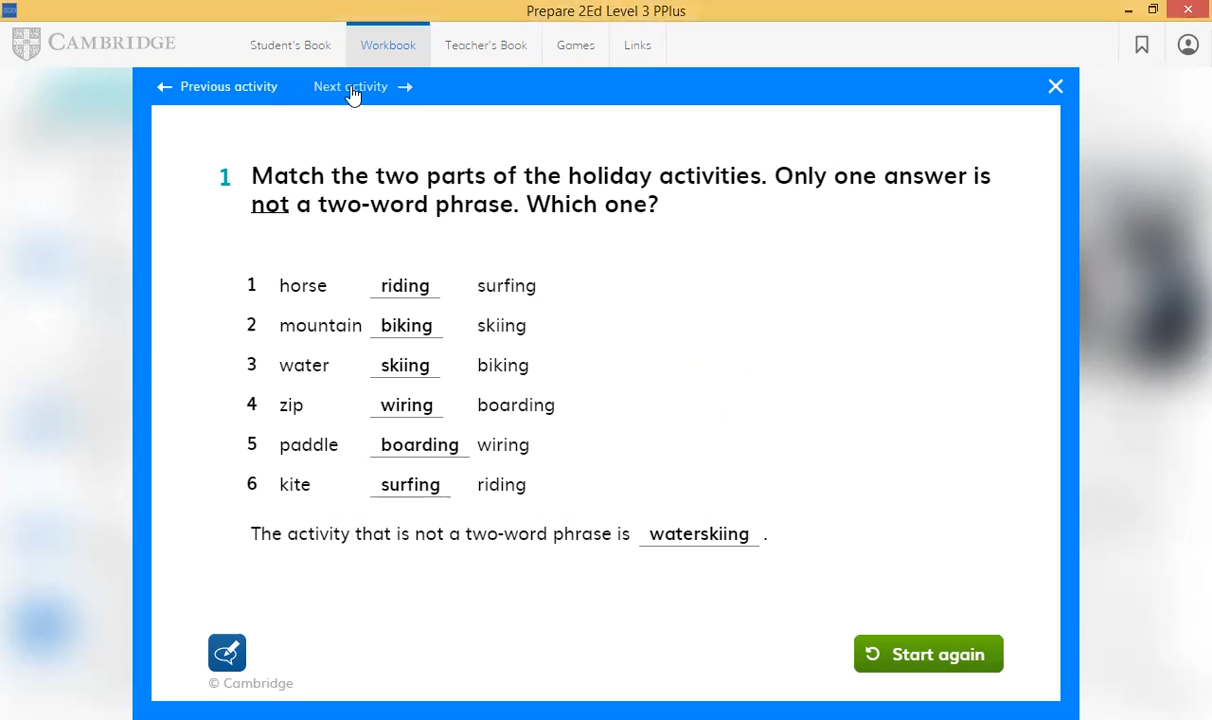 Prepare 2Ed Level 3 PPlus
CAMBRIDGE Student's Book Workbook Teacher's Book Games Links
Previous activity Next activity
1 Match the two parts of the holiday activities. Only one answer is
not a two-word phrase. Which one?
1 horse riding surfing
2 mountain biking skiing
3 water skiing biking
4 zip wiring boarding
5 paddle boarding wiring
6 kite surfing riding
The activity that is not a two-word phrase is waterskiing .
Start again
© Cambridge